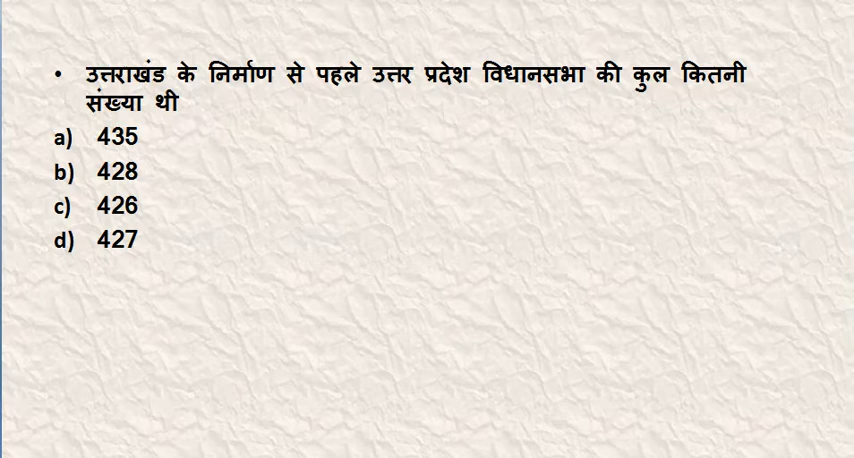 • उत्तराखंड के निर्माण से पहले उत्तर प्रदेश विधानसभा की कुल कितनी
संख्या थी
a) 435
b) 428
c) 426
d) 427